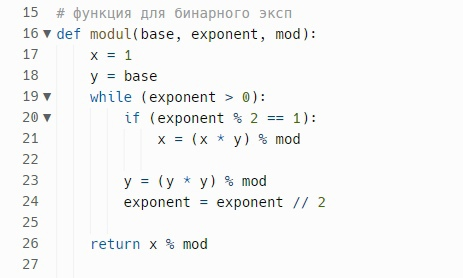 15 # функция для бинарного эксп
16 def modul(base, exponent, mod):
17     x = 1
18     y = base
19     while (exponent > 0):
20         if (exponent % 2 == 1):
21             x = (x * y) % mod
22
23         y = (y * y) % mod
24         exponent = exponent // 2
25
26     return x % mod
27